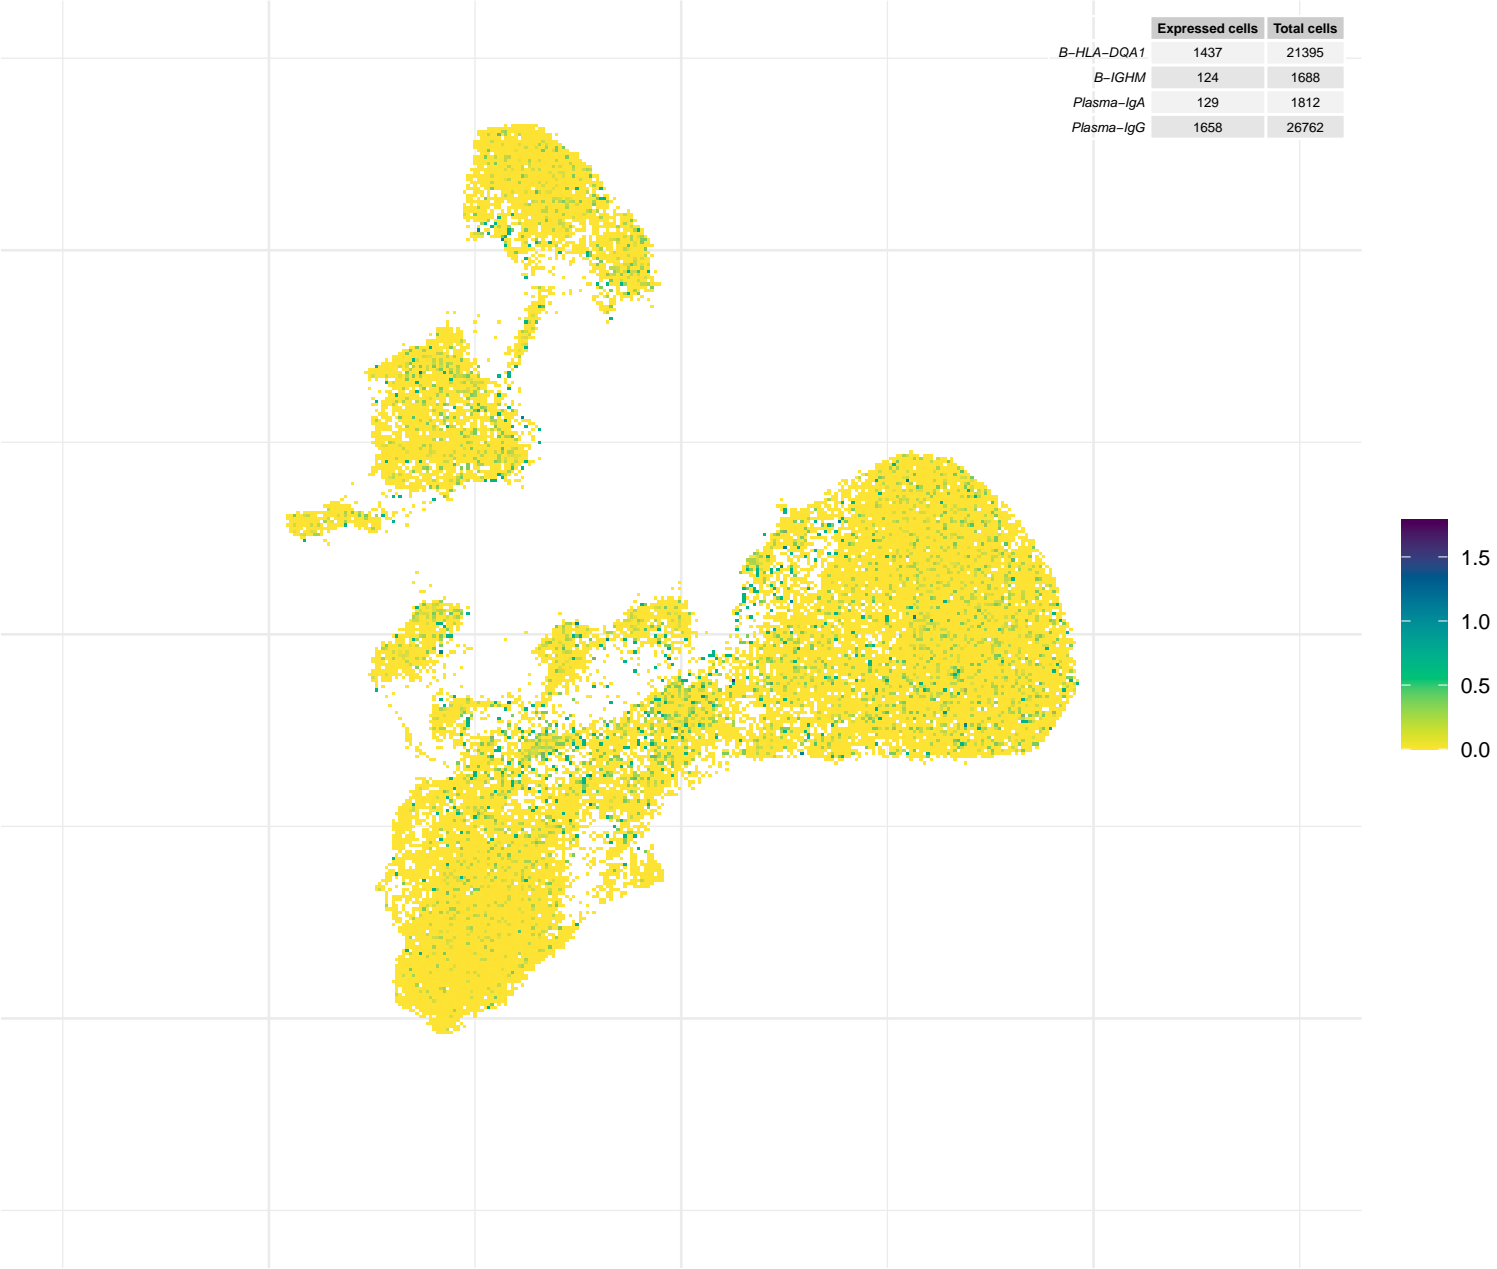 Expressed cells Total cells
B−HLA−DQA1 1437 21395
B−IGHM 124 1688
Plasma−IgA 129 1812
Plasma−IgG 1658 26762
1.5
1.0
0.5
0.0